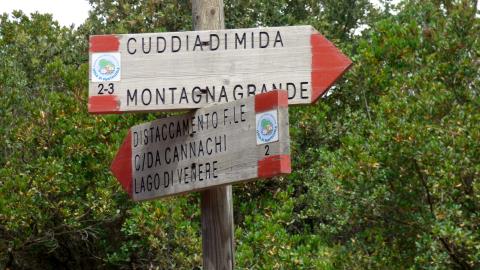 CUDDIA DI MIDA
2-3
MONTAGNA GRANDE
DISTACCAMENTO F.LE
C/DA CANNACHI
LAGO DI VENERE
2